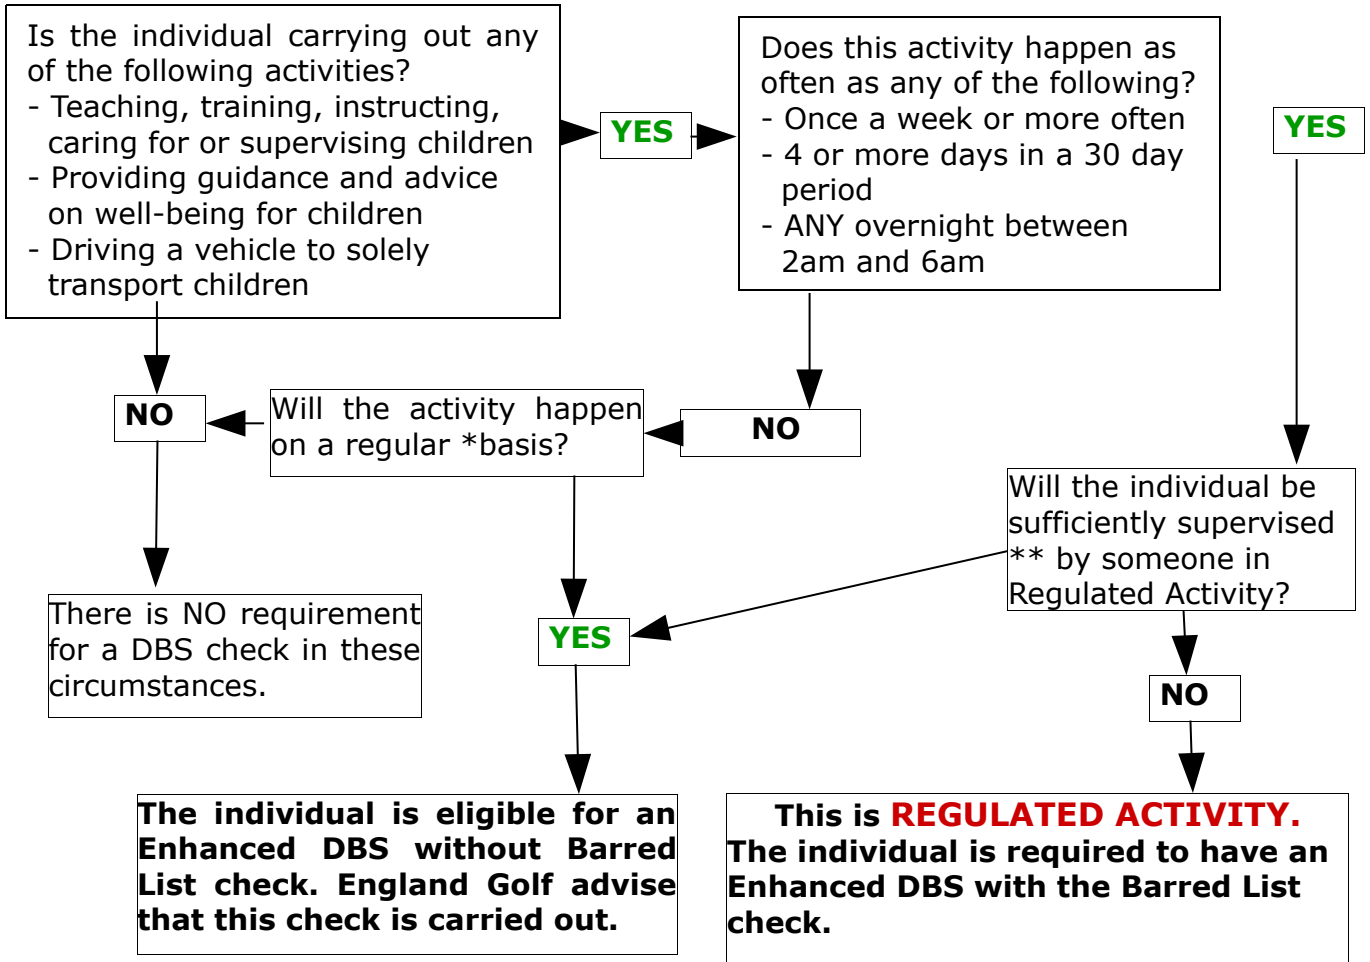 Is the individual carrying out any
of the following activities?
- Teaching, training, instructing,
caring for or supervising children
- Providing guidance and advice
on well-being for children
- Driving a vehicle to solely
transport children
YES
Does this activity happen as
often as any of the following?
- Once a week or more often
- 4 or more days in a 30 day
period
- ANY overnight between
2am and 6am
YES
NO
Will the activity happen
on a regular *basis?
NO
Will the individual be
sufficiently supervised
** by someone in
Regulated Activity?
There is NO requirement
for a DBS check in these
circumstances.
YES
NO
The individual is eligible for an
Enhanced DBS without Barred
List check. England Golf advise
that this check is carried out.
This is REGULATED ACTIVITY.
The individual is required to have an
Enhanced DBS with the Barred List
check.